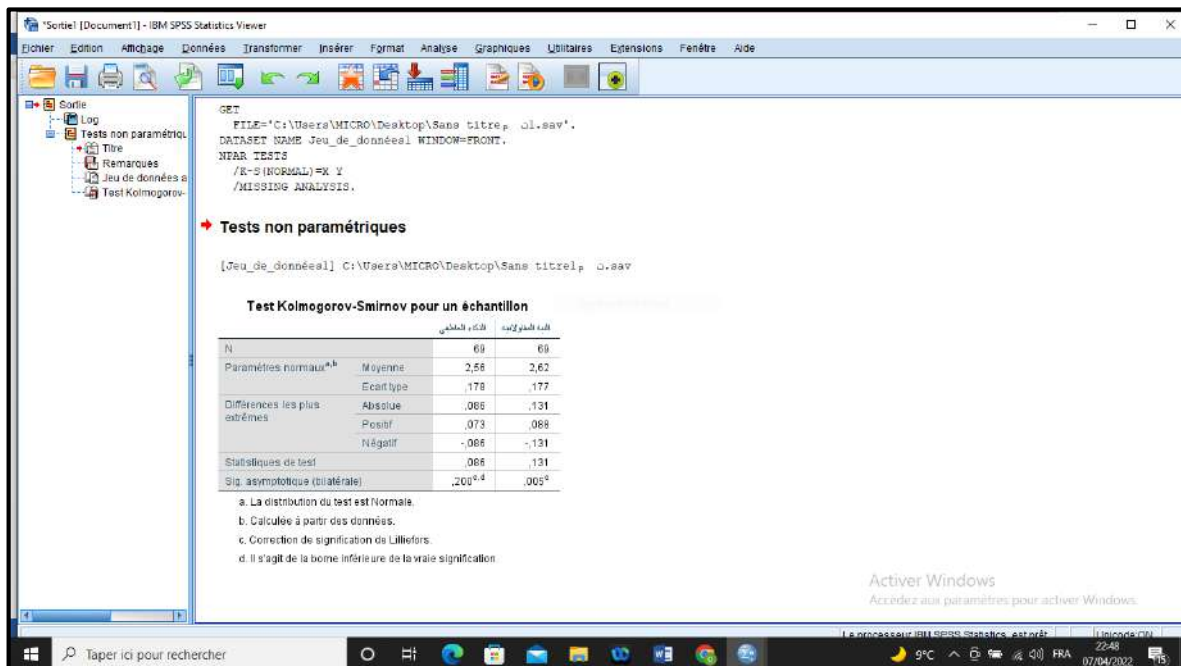 *Sortie1 [Document1] - IBM SPSS Statistics Viewer
Fichier Edition Affichage Données Transformer Insérer Format Analyse Graphiques Utilitaires Extensions Fenêtre Aide
Sortie
Log
Tests non paramétriqu
Titre
Remarques
Jeu de données a
Test Kolmogorov-
GET
FILE='C:\Users\MICRO\Desktop\Sans titre
DATASET NAME Jeu_de_données1 WINDOW=FRONT.
NPAR TESTS
/K-S(NORMAL)=X Y
/MISSING ANALYSIS.
Tests non paramétriques
[Jeu_de_données1] C:\Users\MICRO\Desktop\Sans titre1
Test Kolmogorov-Smirnov pour un échantillon
الذكاء العاطفي
N 69 69
Paramètres normaux a,b Moyenne 2,56 2,62
Ecart type ,178 ,177
Différences les plus extrêmes Absolue ,086 ,131
Positif ,073 ,088
Négatif -,086 -,131
Statistiques de test ,086 ,131
Sig. asymptotique (bilatérale) ,200 c,d ,005 c
a. La distribution du test est Normale.
b. Calculée à partir des données.
c. Correction de signification de Lilliefors.
d. Il s'agit de la borne inférieure de la vraie signification.
Activer Windows
Accédez aux paramètres pour activer Windows.
Le processeur IBM SPSS Statistics est prêt Unicode:ON
Taper ici pour rechercher
9°C FRA 22:48
07/04/2022 15